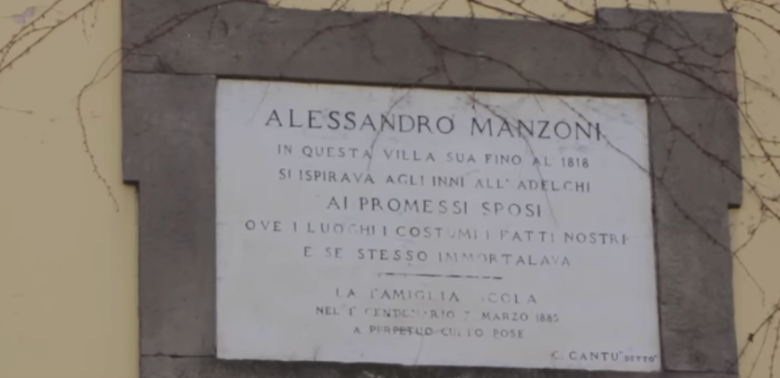 ALESSANDRO MANZONI
IN QUESTA VILLA SUA FINO AL 1818
SI ISPIRAVA AGLI INNI ALL' ADELCHI
AI PROMESSI SPOSI
OVE I LUOGHI I COSTUMI I FATTI NOSTRI
E SE STESSO IMMORTALAVA
LA FAMIGLIA SCOLA
NEL 1° CENTENARIO 7 MARZO 1885
A PERPETUO CULTO POSE
C. CANTU' DETTO'